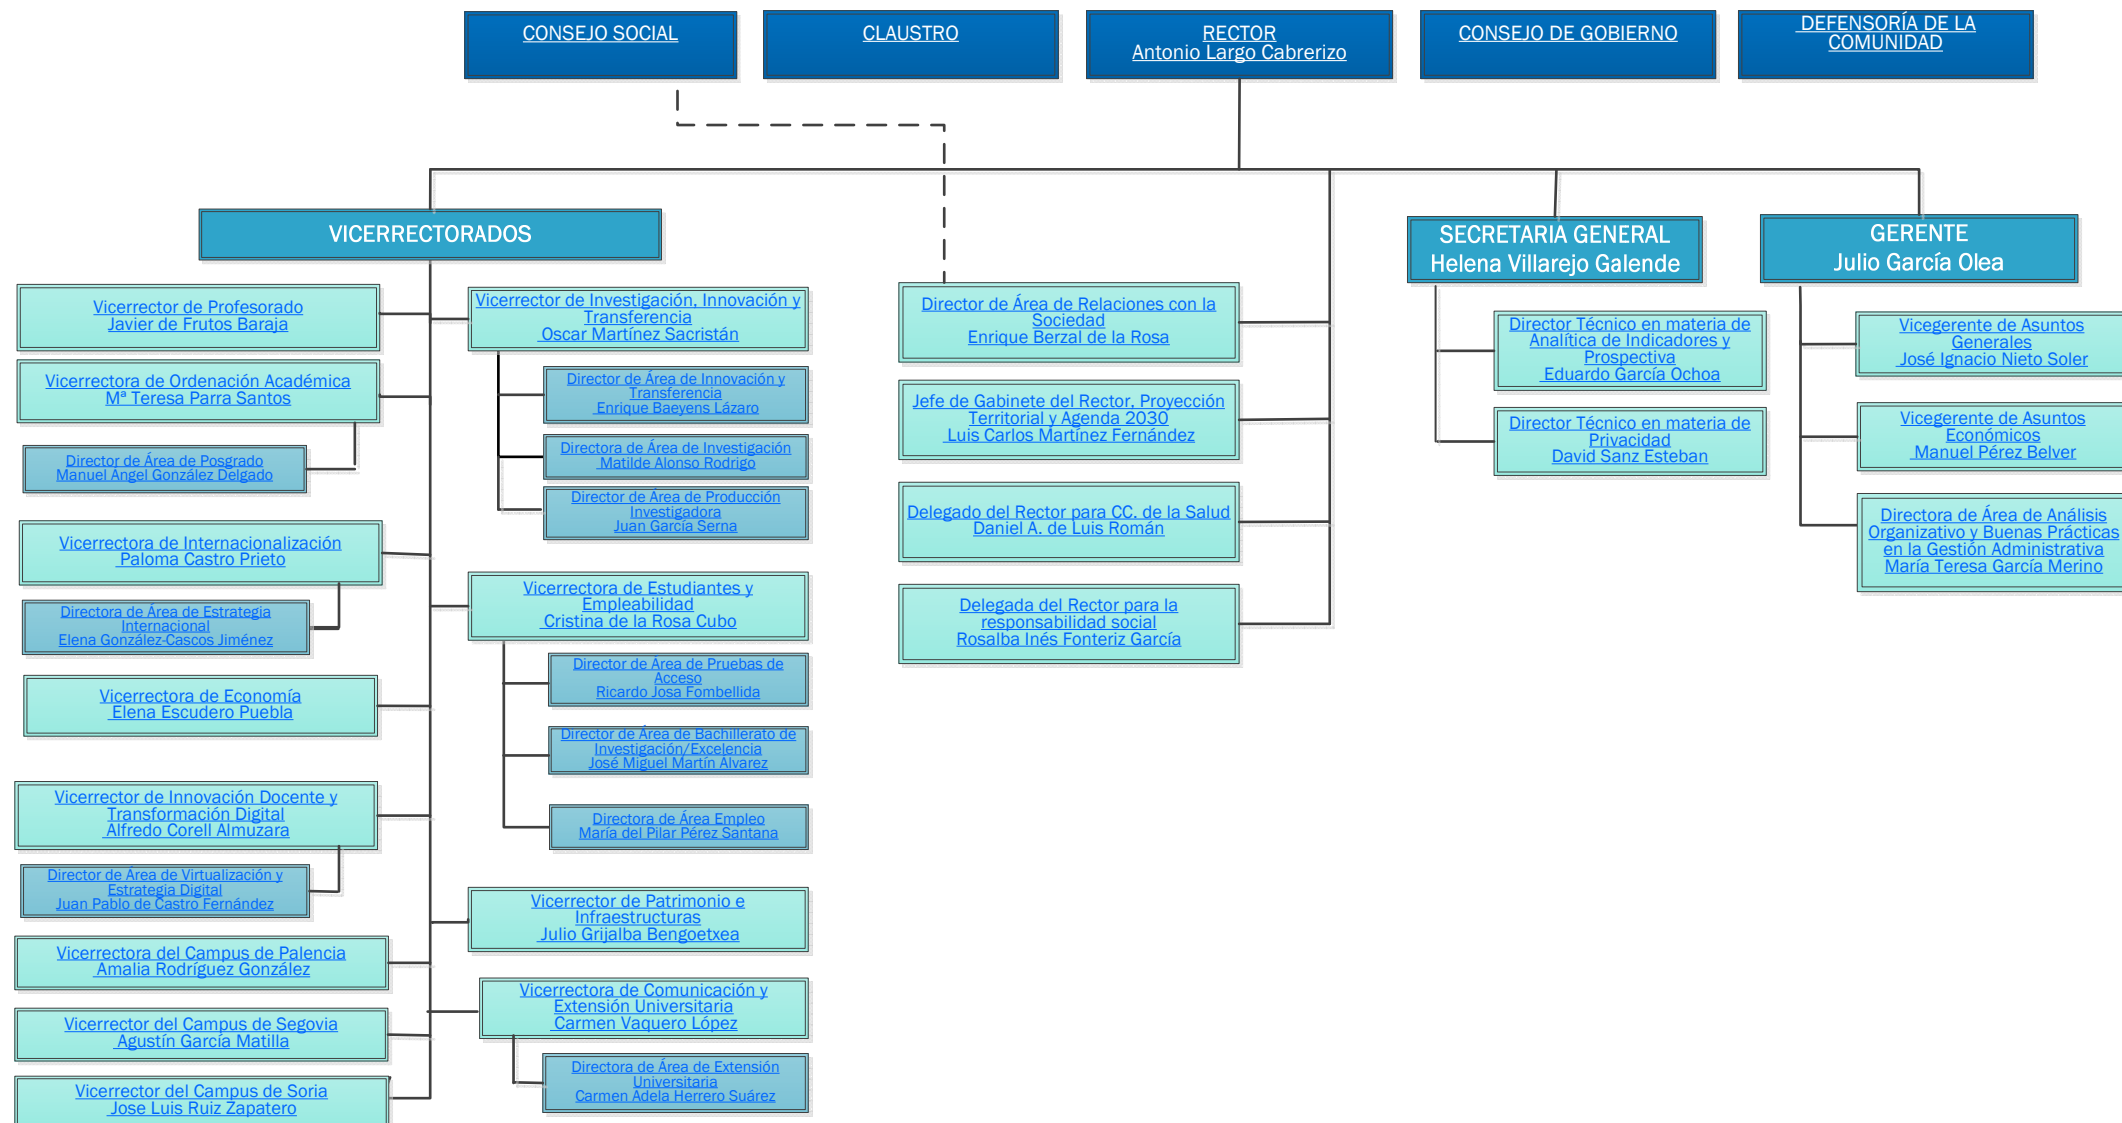 CONSEJO SOCIAL
CLAUSTRO
RECTOR
Antonio Largo Cabrerizo
CONSEJO DE GOBIERNO
DEFENSORÍA DE LA
COMUNIDAD
VICERRECTORADOS
SECRETARIA GENERAL
Helena Villarejo Galende
GERENTE
Julio García Olea
Vicerrector de Profesorado
Javier de Frutos Baraja
Vicerrectora de Ordenación Académica
Mª Teresa Parra Santos
Director de Área de Posgrado
Manuel Ángel González Delgado
Vicerrectora de Internacionalización
Paloma Castro Prieto
Directora de Área de Estrategia
Internacional
Elena González-Cascos Jiménez
Vicerrectora de Economía
Elena Escudero Puebla
Vicerrector de Innovación Docente y
Transformación Digital
Alfredo Corell Almuzara
Director de Área de Virtualización y
Estrategia Digital
Juan Pablo de Castro Fernández
Vicerrectora del Campus de Palencia
Amalia Rodríguez González
Vicerrector del Campus de Segovia
Agustín García Matilla
Vicerrector del Campus de Soria
Jose Luis Ruiz Zapatero
Vicerrector de Investigación, Innovación y
Transferencia
Oscar Martínez Sacristán
Director de Área de Innovación y
Transferencia
Enrique Baeyens Lázaro
Directora de Área de Investigación
Matilde Alonso Rodrigo
Director de Área de Producción
Investigadora
Juan García Serna
Vicerrectora de Estudiantes y
Empleabilidad
Cristina de la Rosa Cubo
Director de Área de Pruebas de
Acceso
Ricardo Josa Fombellida
Director de Área de Bachillerato de
Investigación/Excelencia
José Miguel Martín Álvarez
Directora de Área Empleo
María del Pilar Pérez Santana
Vicerrector de Patrimonio e
Infraestructuras
Julio Grijalba Bengoetxea
Vicerrectora de Comunicación y
Extensión Universitaria
Carmen Vaquero López
Directora de Área de Extensión
Universitaria
Carmen Adela Herrero Suárez
Director de Área de Relaciones con la
Sociedad
Enrique Berzal de la Rosa
Jefe de Gabinete del Rector, Proyección
Territorial y Agenda 2030
Luis Carlos Martínez Fernández
Delegado del Rector para CC. de la Salud
Daniel A. de Luis Román
Delegada del Rector para la
responsabilidad social
Rosalba Inés Fonteriz García
Director Técnico en materia de
Analítica de Indicadores y
Prospectiva
Eduardo García Ochoa
Director Técnico en materia de
Privacidad
David Sanz Esteban
Vicegerente de Asuntos
Generales
José Ignacio Nieto Soler
Vicegerente de Asuntos
Económicos
Manuel Pérez Belver
Directora de Área de Análisis
Organizativo y Buenas Prácticas
en la Gestión Administrativa
María Teresa García Merino